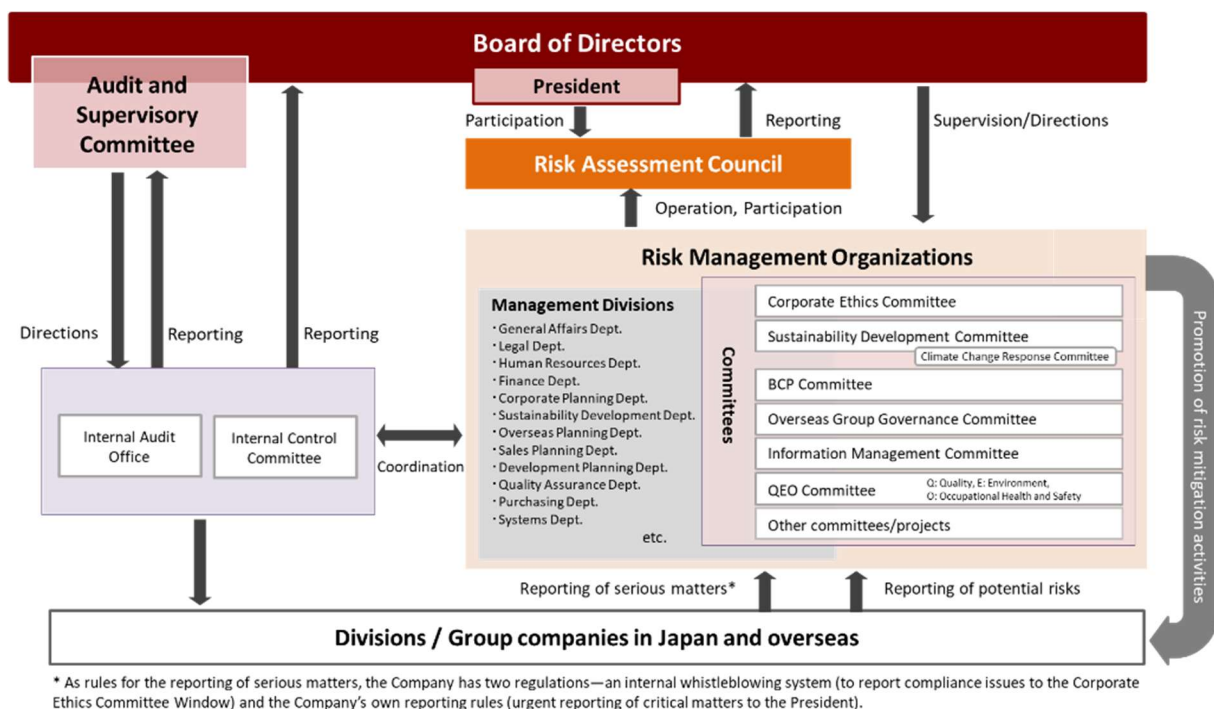 Board of Directors
Audit and
Supervisory
Committee
President
Participation
Reporting
Supervision/Directions
Risk Assessment Council
Operation, Participation
Risk Management Organizations
Directions
Reporting
Reporting
Management Divisions
・General Affairs Dept.
・Legal Dept.
・Human Resources Dept.
・Finance Dept.
・Corporate Planning Dept.
・Sustainability Development Dept.
・Overseas Planning Dept.
・Sales Planning Dept.
・Development Planning Dept.
・Quality Assurance Dept.
・Purchasing Dept.
・Systems Dept.
etc.
Committees
Corporate Ethics Committee
Sustainability Development Committee
Climate Change Response Committee
BCP Committee
Overseas Group Governance Committee
Information Management Committee
QEO Committee
Q: Quality, E: Environment,
O: Occupational Health and Safety
Other committees/projects
Promotion of risk mitigation activities
Internal Audit
Office
Internal Control
Committee
Coordination
Reporting of serious matters*
Reporting of potential risks
Divisions / Group companies in Japan and overseas
* As rules for the reporting of serious matters, the Company has two regulations—an internal whistleblowing system (to report compliance issues to the Corporate
Ethics Committee Window) and the Company's own reporting rules (urgent reporting of critical matters to the President).